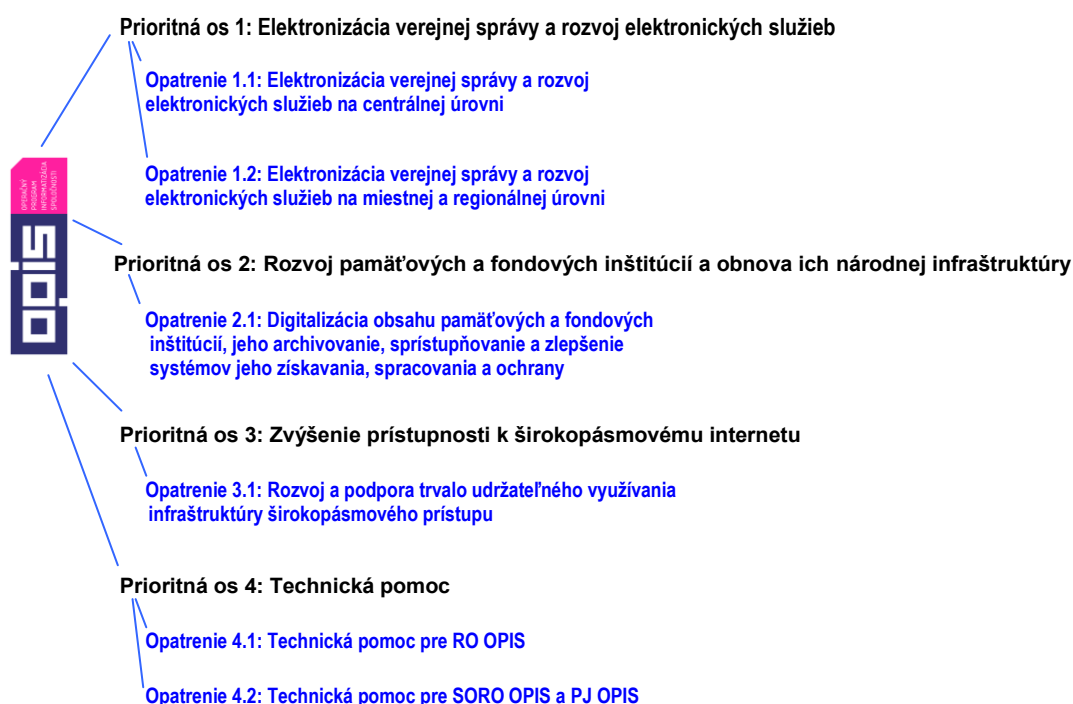 Prioritná os 1: Elektronizácia verejnej správy a rozvoj elektronických služieb
Opatrenie 1.1: Elektronizácia verejnej správy a rozvoj
elektronických služieb na centrálnej úrovni
Opatrenie 1.2: Elektronizácia verejnej správy a rozvoj
elektronických služieb na miestnej a regionálnej úrovni
OPERAČNÝ
PROGRAM
INFORMATIZÁCIA
SPOLOČNOSTI
opis
Prioritná os 2: Rozvoj pamäťových a fondových inštitúcií a obnova ich národnej infraštruktúry
Opatrenie 2.1: Digitalizácia obsahu pamäťových a fondových
inštitúcií, jeho archivovanie, sprístupňovanie a zlepšenie
systémov jeho získavania, spracovania a ochrany
Prioritná os 3: Zvýšenie prístupnosti k širokopásmovému internetu
Opatrenie 3.1: Rozvoj a podpora trvalo udržateľného využívania
infraštruktúry širokopásmového prístupu
Prioritná os 4: Technická pomoc
Opatrenie 4.1: Technická pomoc pre RO OPIS
Opatrenie 4.2: Technická pomoc pre SORO OPIS a PJ OPIS